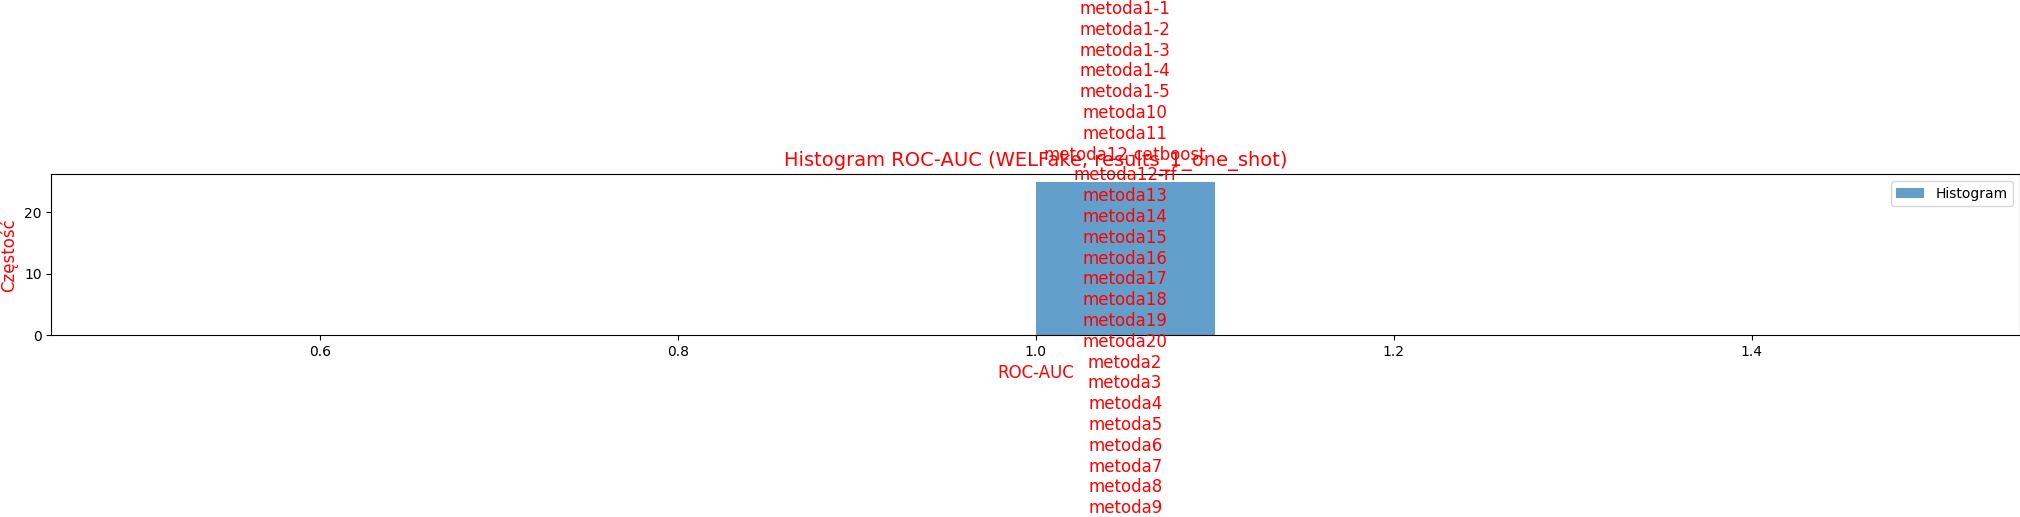 metoda1-1
metoda1-2
metoda1-3
metoda1-4
metoda1-5
metoda10
metoda11
metoda12-catboost
Histogram ROC-AUC (WELFake, results_1_one_shot)
metoda12-rf
metoda13
Histogram
metoda14
20
metoda15
Częstość
metoda16
10
metoda17
metoda18
metoda19
0
metoda20
0.6
0.8
1.0
1.2
1.4
metoda2
ROC-AUC
metoda3
metoda4
metoda5
metoda6
metoda7
metoda8
metoda9